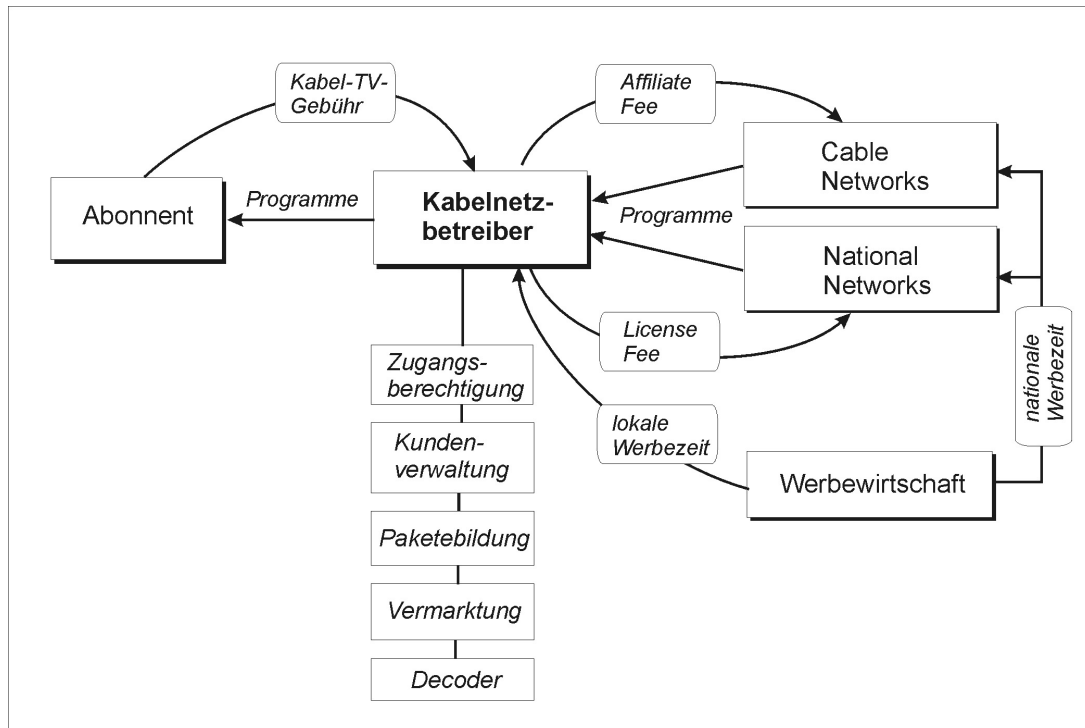 Kabel-TV-
Gebühr
Affiliate
Fee
Cable
Networks
Abonnent
Programme
Kabelnetz-
betreiber
Programme
National
Networks
License
Fee
nationale
Werbezeit
Zugangs-
berechtigung
lokale
Werbezeit
Kunden-
verwaltung
Werbewirtschaft
Paketebildung
Vermarktung
Decoder